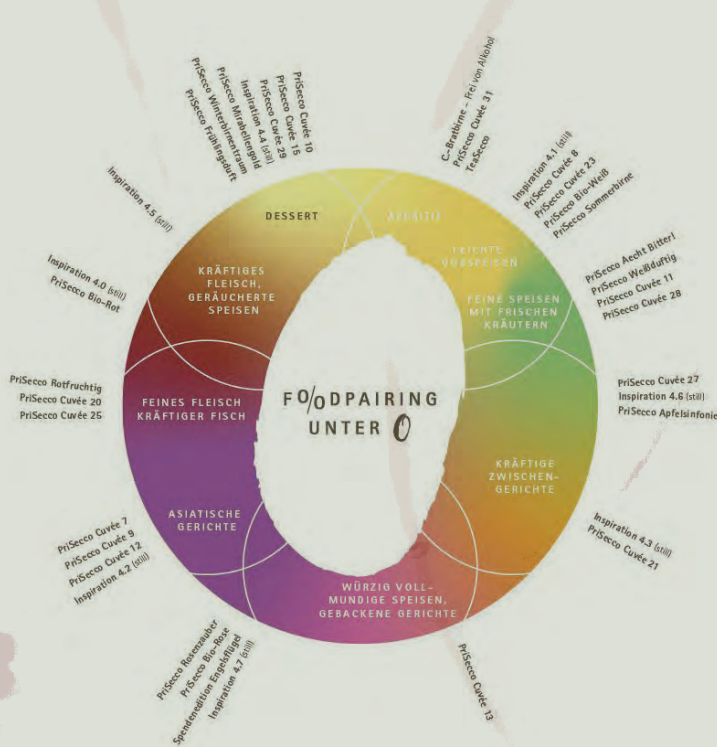 FO%DPAIRING
UNTER 0
APERITIF
LEICHTE
VORSPEISEN
FEINE SPEISEN
MIT FRISCHEN
KRÄUTERN
KRÄFTIGE
ZWISCHEN-
GERICHTE
WÜRZIG VOLL-
MUNDIGE SPEISEN,
GEBACKENE GERICHTE
ASIATISCHE
GERICHTE
FEINES FLEISCH
KRÄFTIGER FISCH
KRÄFTIGES
FLEISCH,
GERÄUCHERTE
SPEISEN
DESSERT
C-Bratbirne - Frei von Alkohol
PriSecco Cuvée 31
TeaSecco
Inspiration 4.1 (still)
PriSecco Cuvée 8
PriSecco Cuvée 23
PriSecco Bio-Weiß
PriSecco Sommerbirne
PriSecco Aecht Bitter!
PriSecco Weißduftig
PriSecco Cuvée 11
PriSecco Cuvée 28
PriSecco Cuvée 27
Inspiration 4.6 (still)
PriSecco Apfelsinfonie
Inspiration 4.3 (still)
PriSecco Cuvée 21
PriSecco Cuvée 13
PriSecco Rosenzauber
PriSecco Bio-Rose
Spendenedition Engelsflügel
Inspiration 4.7 (still)
PriSecco Cuvée 7
PriSecco Cuvée 9
PriSecco Cuvée 12
Inspiration 4.2 (still)
PriSecco Rotfruchtig
PriSecco Cuvée 20
PriSecco Cuvée 25
Inspiration 4.0 (still)
PriSecco Bio-Rot
Inspiration 4.5 (still)
PriSecco Frühlingsduft
PriSecco Winterbirnentraum
PriSecco Mirabellengold
Inspiration 4.4 (still)
PriSecco Cuvée 29
PriSecco Cuvée 15
PriSecco Cuvée 10